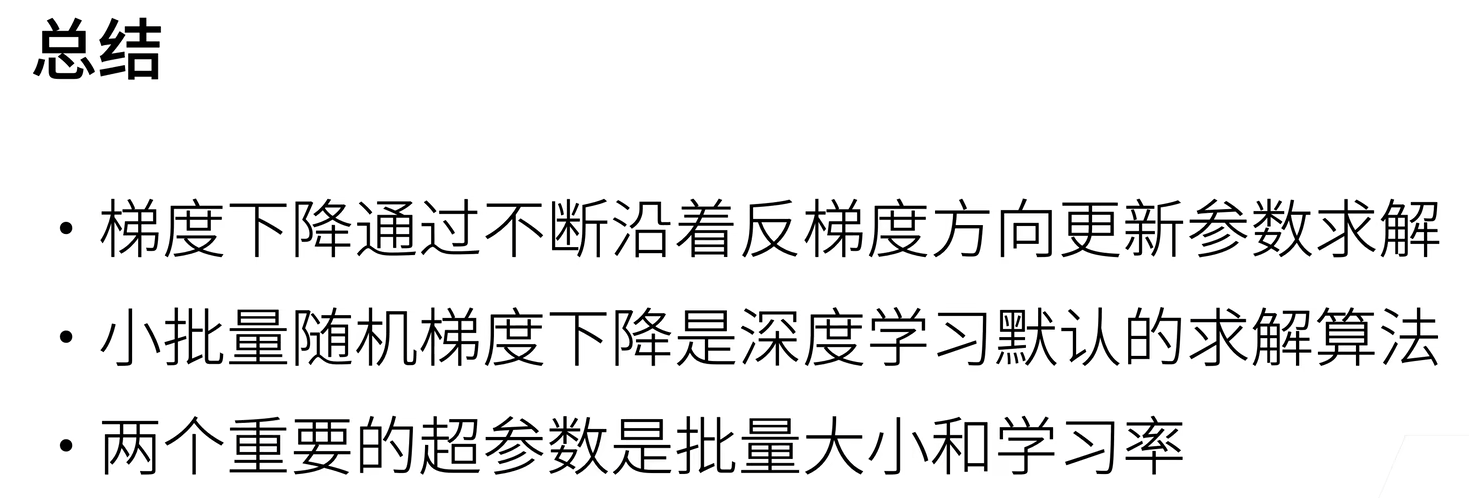 总结
• 梯度下降通过不断沿着反梯度方向更新参数求解
• 小批量随机梯度下降是深度学习默认的求解算法
• 两个重要的超参数是批量大小和学习率